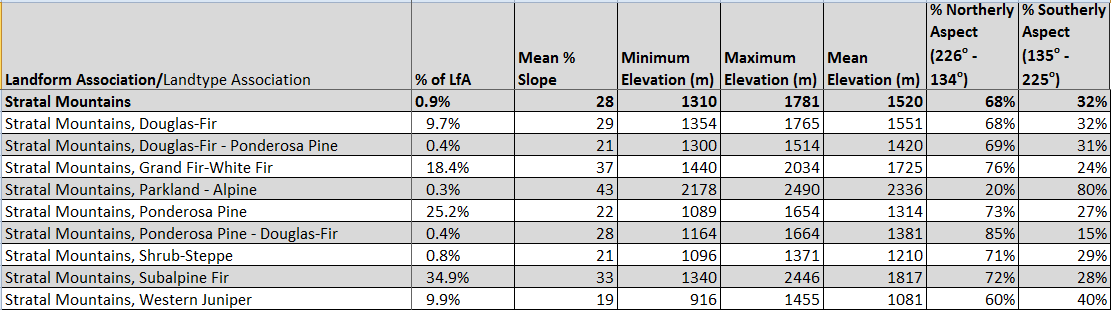 Landform Association/Landtype Association % of LfA Mean % Slope Minimum Elevation (m) Maximum Elevation (m) Mean Elevation (m) % Northerly Aspect (226° - 134°) % Southerly Aspect (135° - 225°)
Stratal Mountains 0.9% 28 1310 1781 1520 68% 32%
Stratal Mountains, Douglas-Fir 9.7% 29 1354 1765 1551 68% 32%
Stratal Mountains, Douglas-Fir - Ponderosa Pine 0.4% 21 1300 1514 1420 69% 31%
Stratal Mountains, Grand Fir-White Fir 18.4% 37 1440 2034 1725 76% 24%
Stratal Mountains, Parkland - Alpine 0.3% 43 2178 2490 2336 20% 80%
Stratal Mountains, Ponderosa Pine 25.2% 22 1089 1654 1314 73% 27%
Stratal Mountains, Ponderosa Pine - Douglas-Fir 0.4% 28 1164 1664 1381 85% 15%
Stratal Mountains, Shrub-Steppe 0.8% 21 1096 1371 1210 71% 29%
Stratal Mountains, Subalpine Fir 34.9% 33 1340 2446 1817 72% 28%
Stratal Mountains, Western Juniper 9.9% 19 916 1455 1081 60% 40%